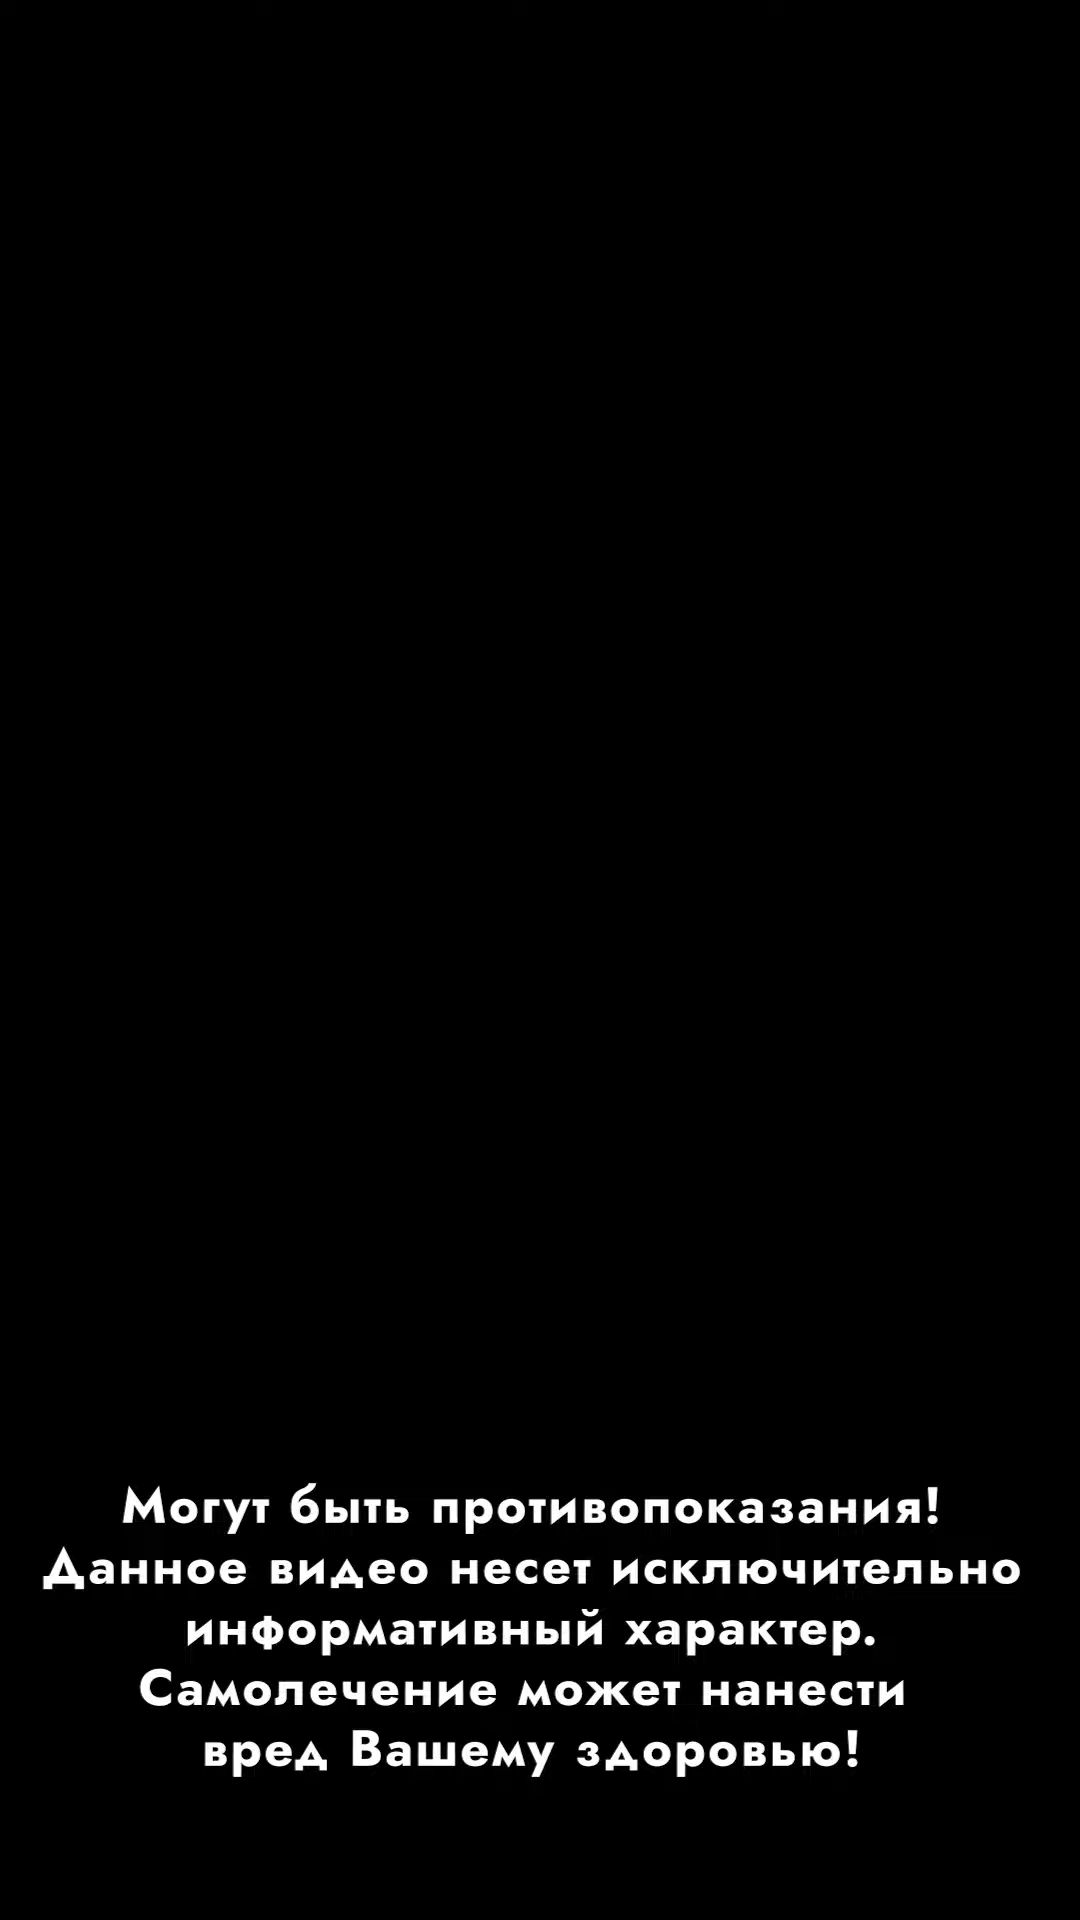 Могут быть противопоказания!
Данное видео несет исключительно
информативный характер.
Самолечение может нанести
вред Вашему здоровью!